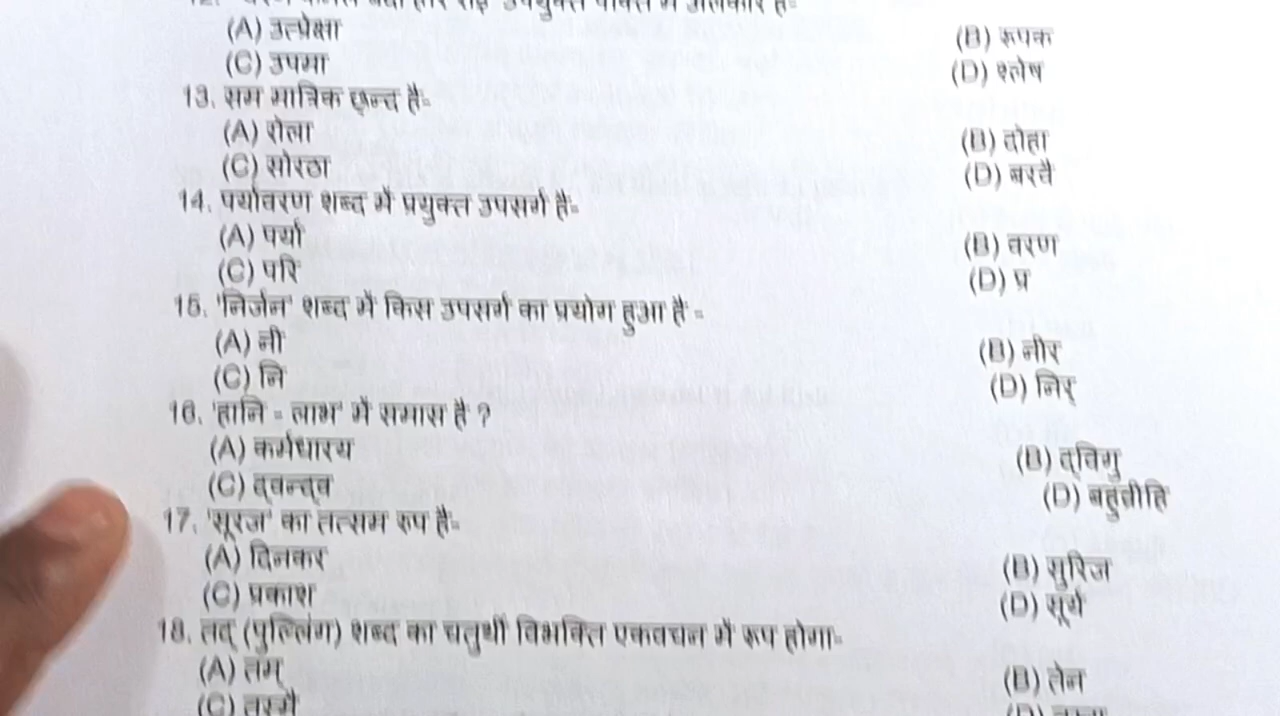 (A) उत्प्रेक्षा (B) रूपक
(C) उपमा (D) श्लेष
13. सम मात्रिक छ्न्द है-
(A) रोला (B) दोहा
(C) सोरठा (D) बरवै
14. पर्यावरण शब्द में प्रयुक्त उपसर्ग है-
(A) पर्या (B) वरण
(C) परि (D) प्र
15. 'निर्जन' शब्द में किस उपसर्ग का प्रयोग हुआ है -
(A) नी (B) नीर्
(C) नि (D) निर्
16. 'हानि - लाभ' में समास है ?
(A) कर्मधारय (B) द्विगु
(C) द्वन्द्व (D) बहुव्रीहि
17. 'सूरज' का तत्सम रूप है-
(A) दिनकर (B) सुरिज
(C) प्रकाश (D) सूर्य
18. तद् (पुल्लिंग) शब्द का चतुर्थी विभक्ति एकवचन में रूप होगा-
(A) तम् (B) तेन
(C) तस्मै